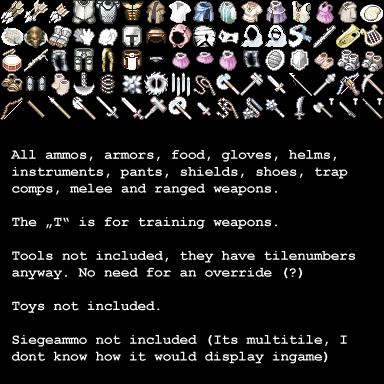 All ammos, armors, food, gloves, helms,
instruments, pants, shields, shoes, trap
comps, melee and ranged weapons.
The „T“ is for training weapons.
Tools not included, they have tilenumbers
anyway. No need for an override (?)
Toys not included.
Siegeammo not included (Its multitile, I
dont know how it would display ingame)